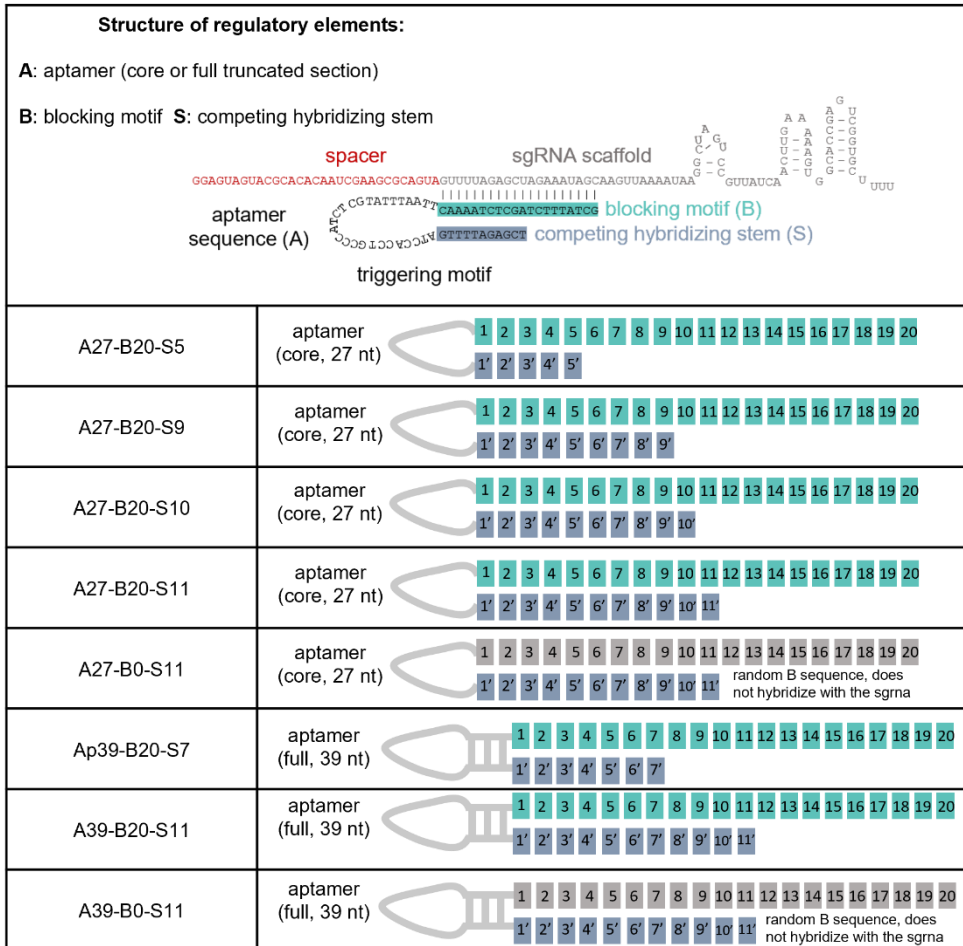 Structure of regulatory elements:
A: aptamer (core or full truncated section)
B: blocking motif S: competing hybridizing stem
spacer
sgRNA scaffold
GGAGUAGUACGCACACAAUCGAAGCGCAGUAGUUUUAGAGCUAGAAAUAGCAAGUUAAAAUAAGGCUAGUCCGUUAUCAACUUGAAAAAGUGGCACCGAGUCGGUGCUUUU
aptamer
sequence (A)
ATCCACCTGCCCATCTCGTATTTAATT
CAAAATCTCGATCTTTATCG blocking motif (B)
GTTTTAGAGCT competing hybridizing stem (S)
triggering motif
A27-B20-S5
aptamer
(core, 27 nt)
1 2 3 4 5 6 7 8 9 10 11 12 13 14 15 16 17 18 19 20
1' 2' 3' 4' 5'
A27-B20-S9
aptamer
(core, 27 nt)
1 2 3 4 5 6 7 8 9 10 11 12 13 14 15 16 17 18 19 20
1' 2' 3' 4' 5' 6' 7' 8' 9'
A27-B20-S10
aptamer
(core, 27 nt)
1 2 3 4 5 6 7 8 9 10 11 12 13 14 15 16 17 18 19 20
1' 2' 3' 4' 5' 6' 7' 8' 9' 10'
A27-B20-S11
aptamer
(core, 27 nt)
1 2 3 4 5 6 7 8 9 10 11 12 13 14 15 16 17 18 19 20
1' 2' 3' 4' 5' 6' 7' 8' 9' 10' 11'
A27-B0-S11
aptamer
(core, 27 nt)
1 2 3 4 5 6 7 8 9 10 11 12 13 14 15 16 17 18 19 20
1' 2' 3' 4' 5' 6' 7' 8' 9' 10' 11'
random B sequence, does
not hybridize with the sgrna
Ap39-B20-S7
aptamer
(full, 39 nt)
1 2 3 4 5 6 7 8 9 10 11 12 13 14 15 16 17 18 19 20
1' 2' 3' 4' 5' 6' 7'
A39-B20-S11
aptamer
(full, 39 nt)
1 2 3 4 5 6 7 8 9 10 11 12 13 14 15 16 17 18 19 20
1' 2' 3' 4' 5' 6' 7' 8' 9' 10' 11'
A39-B0-S11
aptamer
(full, 39 nt)
1 2 3 4 5 6 7 8 9 10 11 12 13 14 15 16 17 18 19 20
1' 2' 3' 4' 5' 6' 7' 8' 9' 10' 11'
random B sequence, does
not hybridize with the sgrna